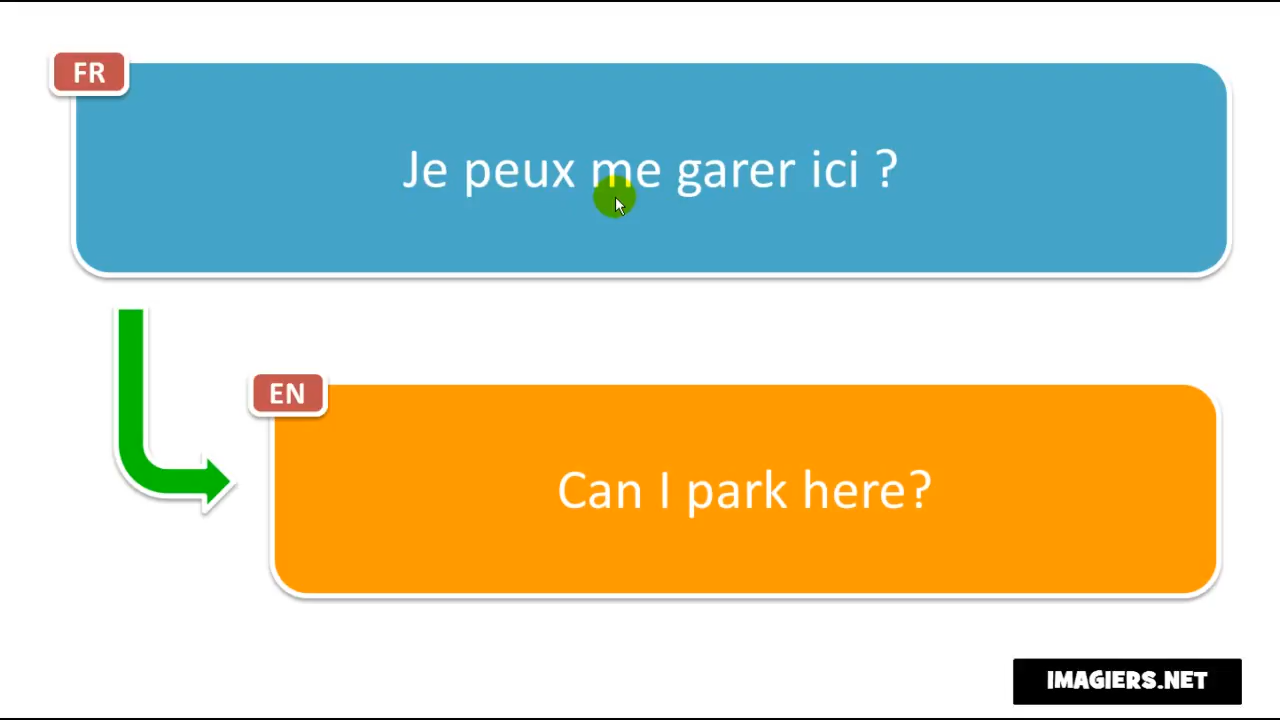 FR
Je peux me garer ici ?
EN
Can I park here?
IMAGIERS.NET